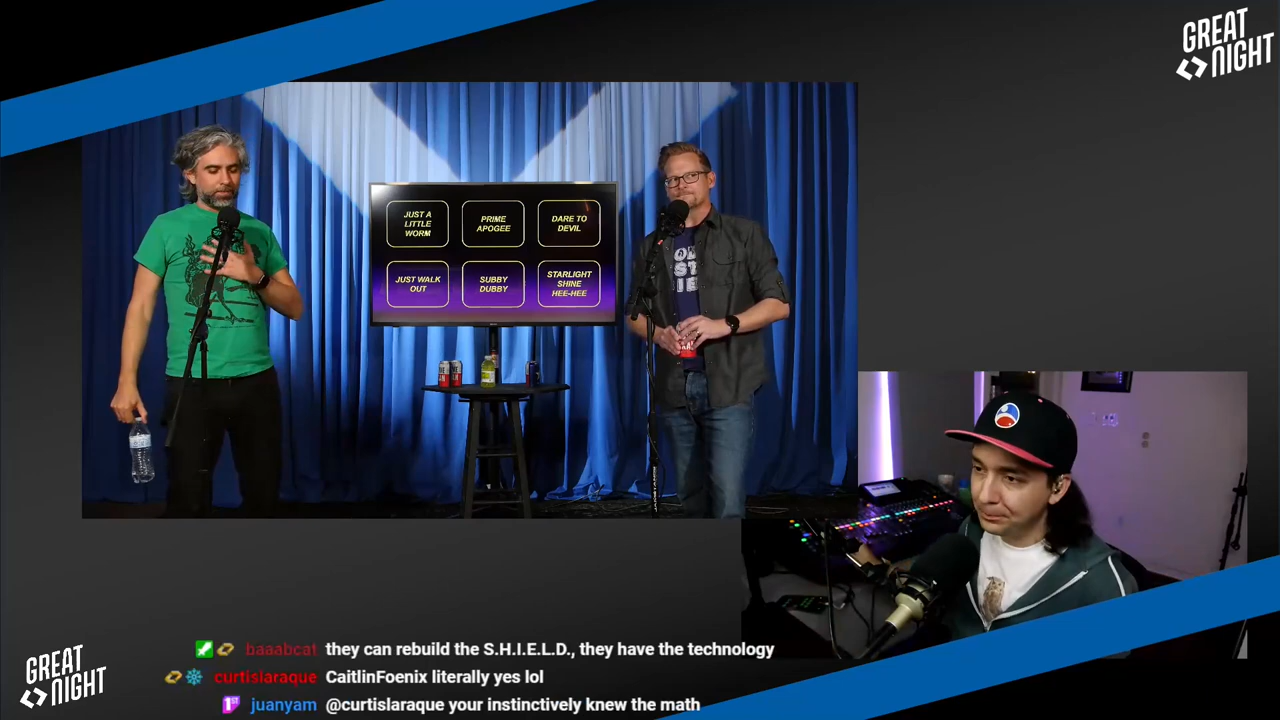 GREAT
NIGHT
JUST A
LITTLE
WORM
PRIME
APOGEE
DARE TO
DEVIL
JUST WALK
OUT
SUBBY
DUBBY
STARLIGHT
SHINE
HEE-HEE
baaabcat they can rebuild the S.H.I.E.L.D., they have the technology
curtislaraque CaitlinFoenix literally yes lol
1ST juanyam @curtislaraque your instinctively knew the math
GREAT
NIGHT